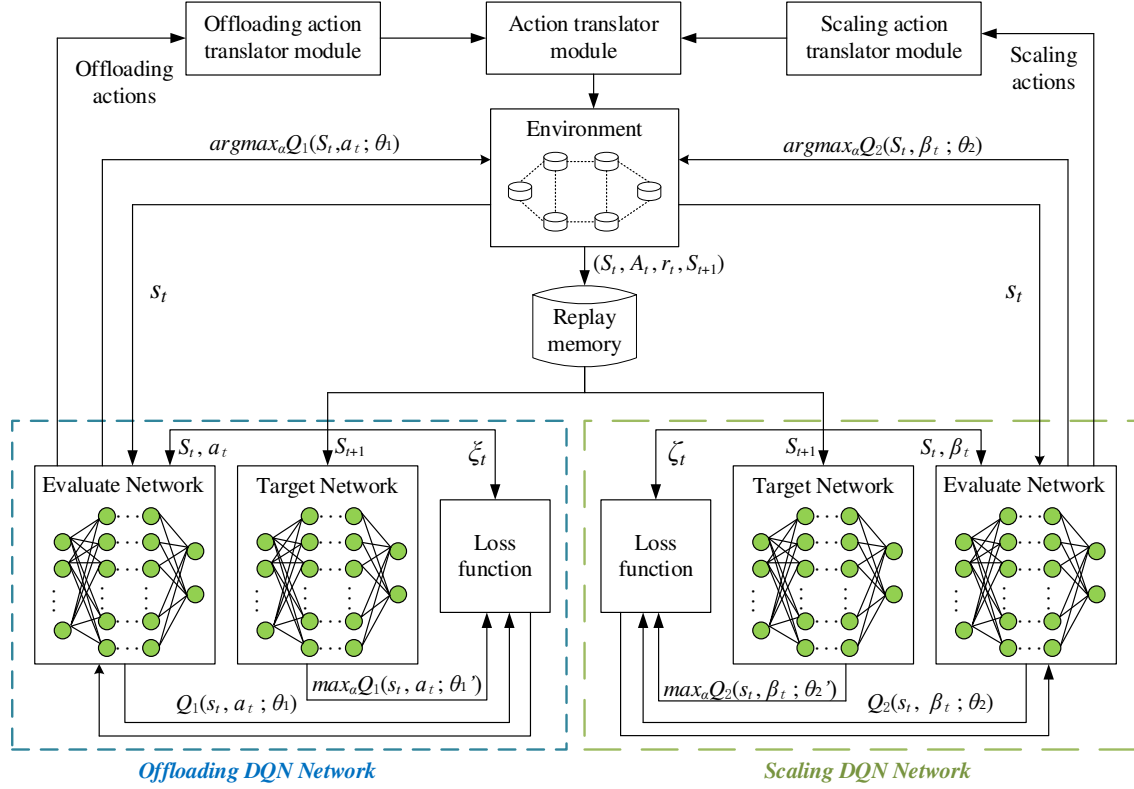 Offloading action
translator module
Action translator
module
Scaling action
translator module
Offloading
actions
Scaling
actions
Environment
argmaxₐQ₁(Sₜ,aₜ; θ₁)
argmaxₐQ₂(Sₜ, βₜ; θ₂)
(Sₜ, Aₜ, rₜ, Sₜ₊₁)
sₜ
sₜ
Replay
memory
Sₜ, aₜ
Sₜ₊₁
ξₜ
ζₜ
Sₜ₊₁
Sₜ, βₜ
Evaluate Network
Target Network
Target Network
Evaluate Network
Loss
function
Loss
function
maxₐQ₁(sₜ, aₜ; θ₁’)
maxₐQ₂(sₜ, βₜ; θ₂’)
Q₁(sₜ, aₜ; θ₁)
Q₂(sₜ, βₜ; θ₂)
Offloading DQN Network
Scaling DQN Network